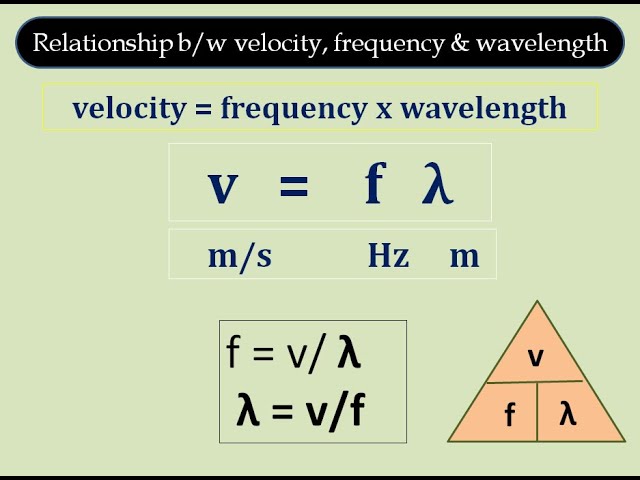 Relationship b/w velocity, frequency & wavelength
velocity = frequency x wavelength
v = f λ
m/s Hz m
f = v/ λ
λ = v/f
v
f λ